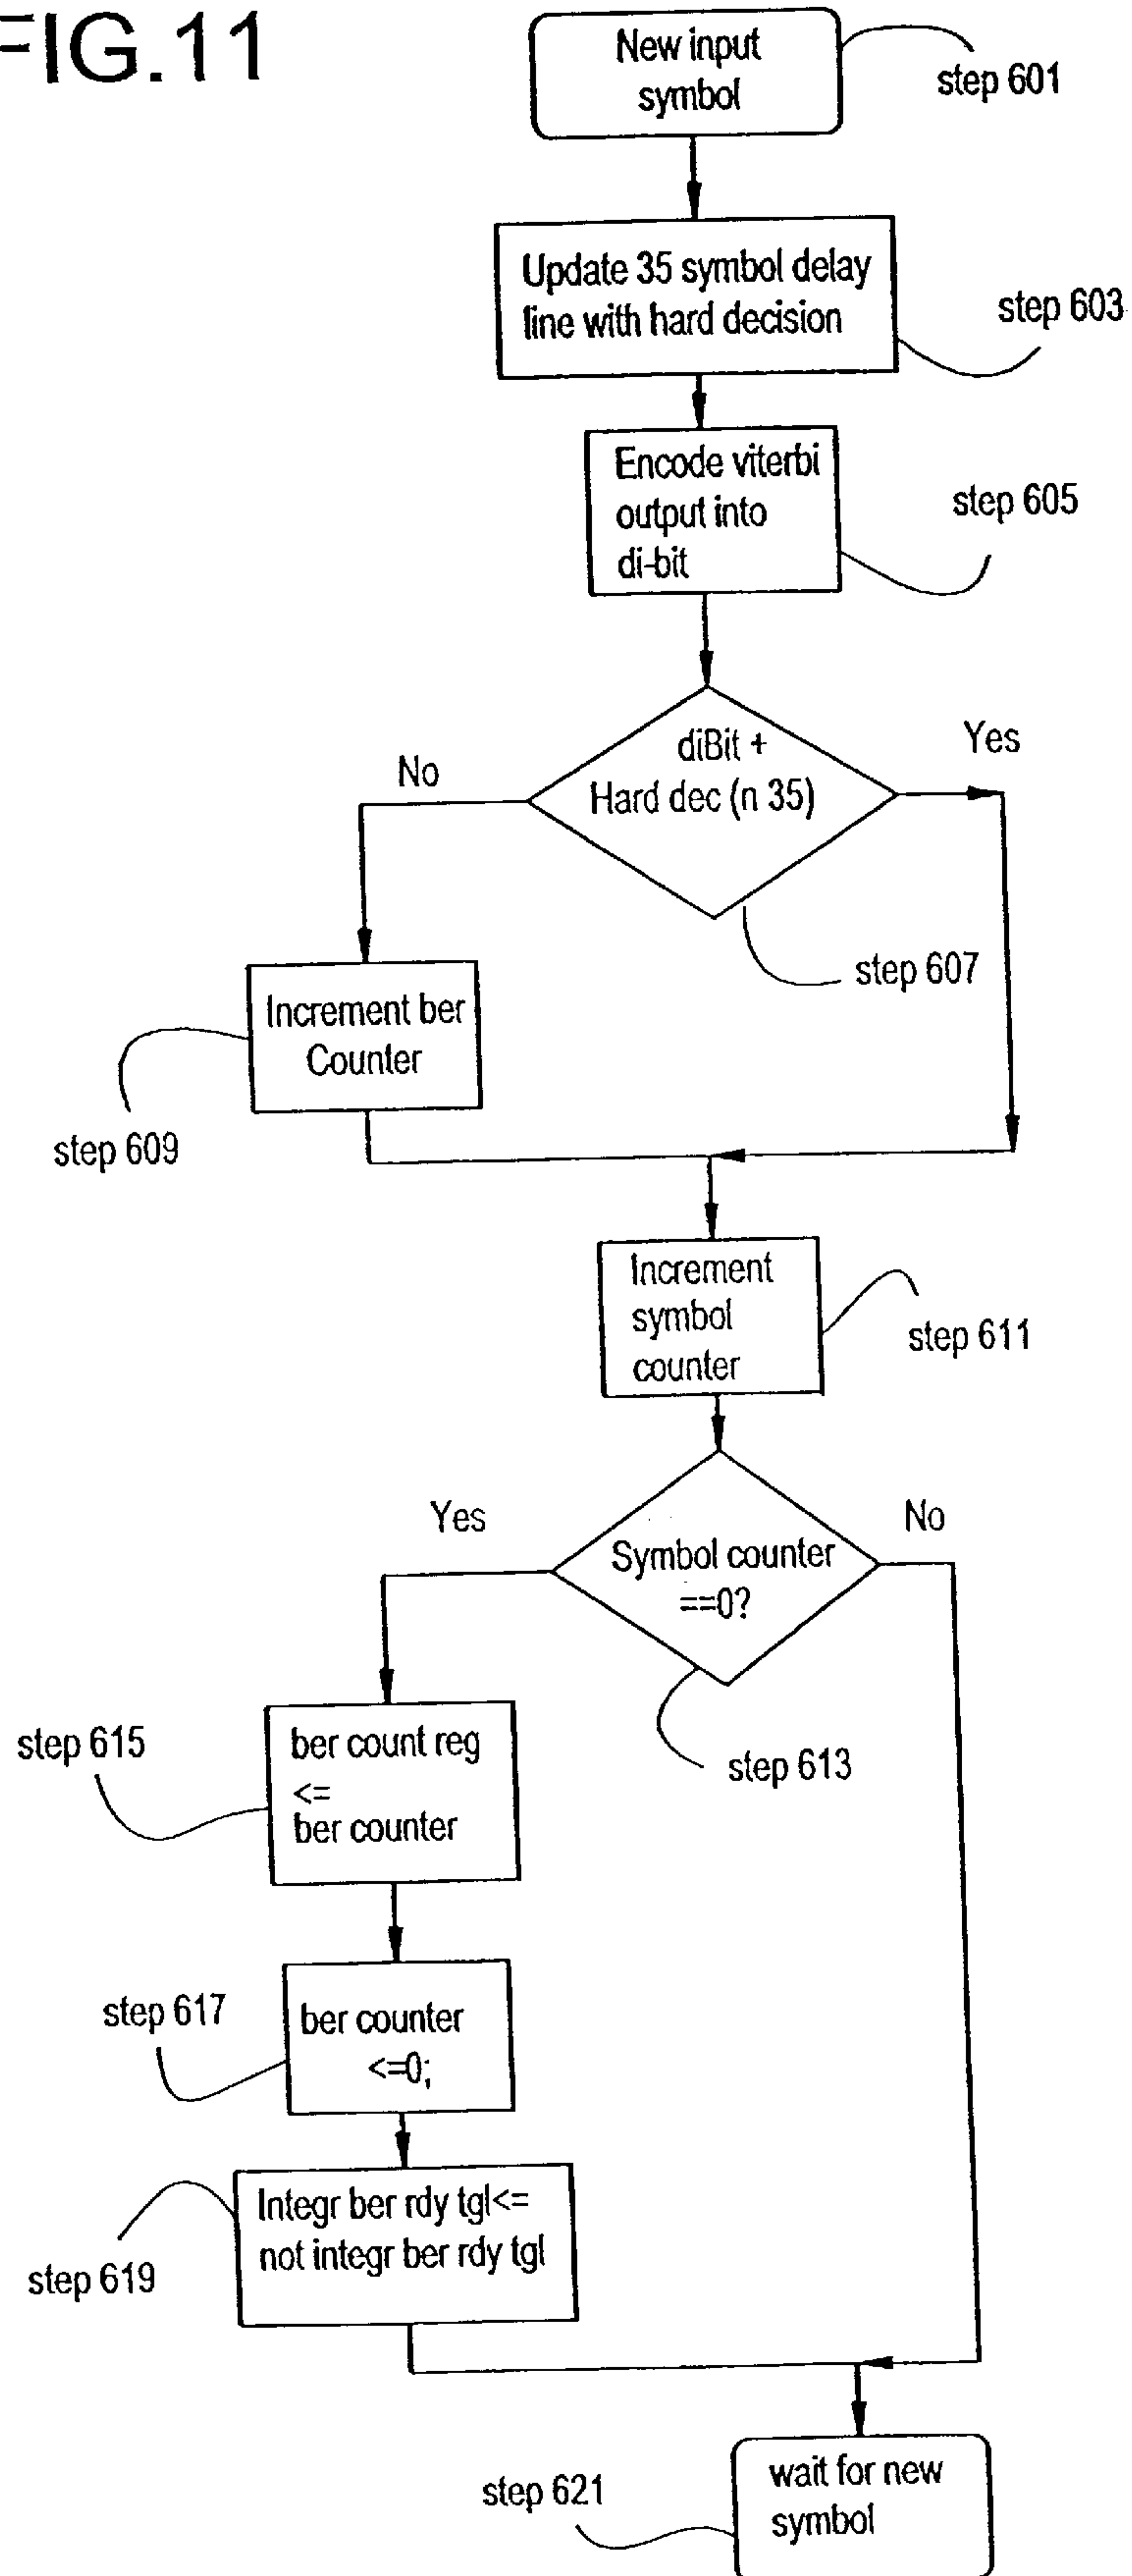 FIG.11
New input
symbol
step 601
Update 35 symbol delay
line with hard decision
step 603
Encode viterbi
output into
di-bit
step 605
diBit +
Hard dec (n 35)
No
Yes
step 607
Increment ber
Counter
step 609
Increment
symbol
counter
step 611
Symbol counter
==0?
Yes
No
step 613
ber count reg
<=
ber counter
step 615
ber counter
<=0;
step 617
Integr ber rdy tgl<=
not integr ber rdy tgl
step 619
wait for new
symbol
step 621